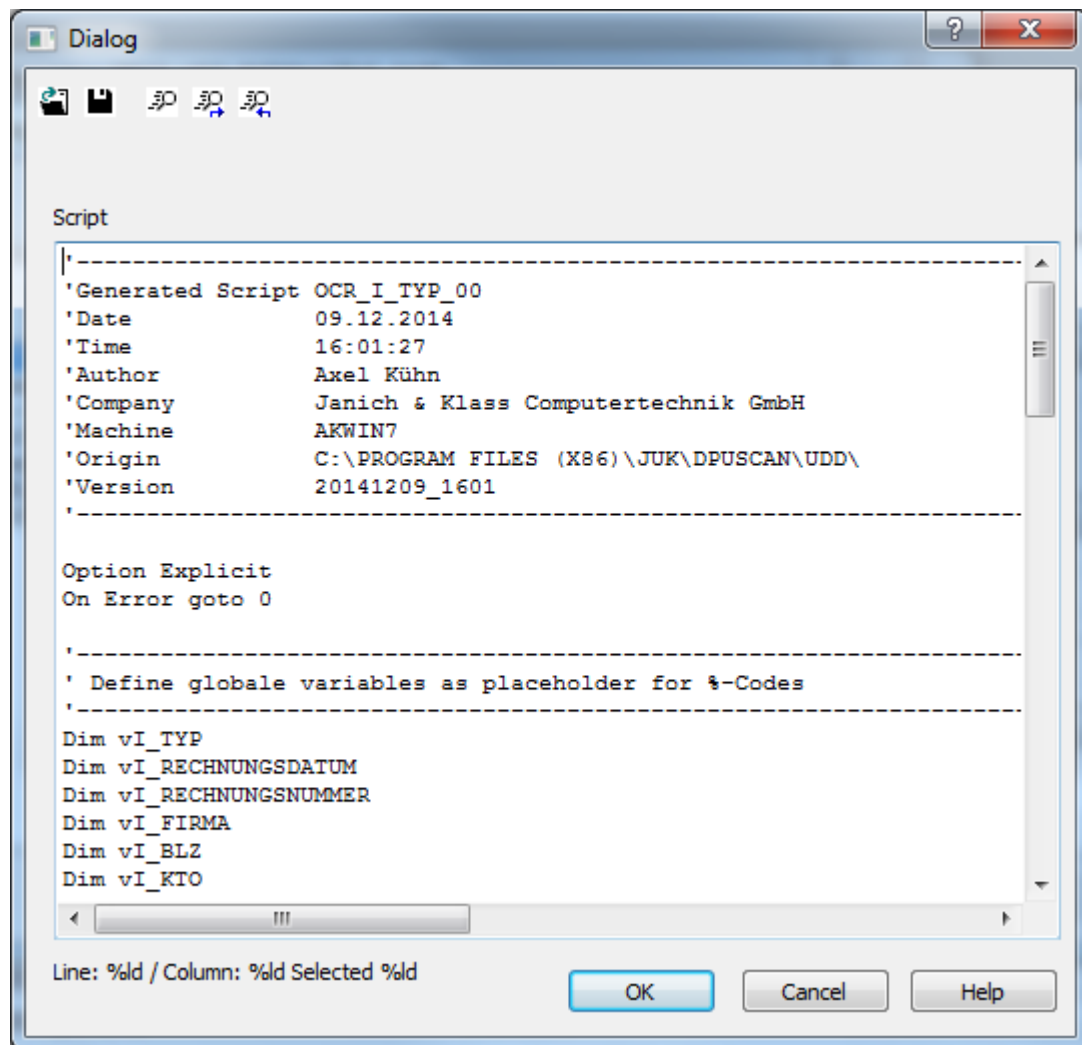 Dialog
Script
'--------------------------------------------------------------------
'Generated Script OCR_I_TYP_00
'Date 09.12.2014
'Time 16:01:27
'Author Axel Kühn
'Company Janich & Klass Computertechnik GmbH
'Machine AKWIN7
'Origin C:\PROGRAM FILES (X86)\JUK\DPUSCAN\UDD\
'Version 20141209_1601
'--------------------------------------------------------------------
Option Explicit
On Error goto 0
'--------------------------------------------------------------------
' Define globale variables as placeholder for %-Codes
'--------------------------------------------------------------------
Dim vI_TYP
Dim vI_RECHNUNGSDATUM
Dim vI_RECHNUNGSNUMMER
Dim vI_FIRMA
Dim vI_BLZ
Dim vI_KTO
Line: %ld / Column: %ld Selected %ld
OK Cancel Help